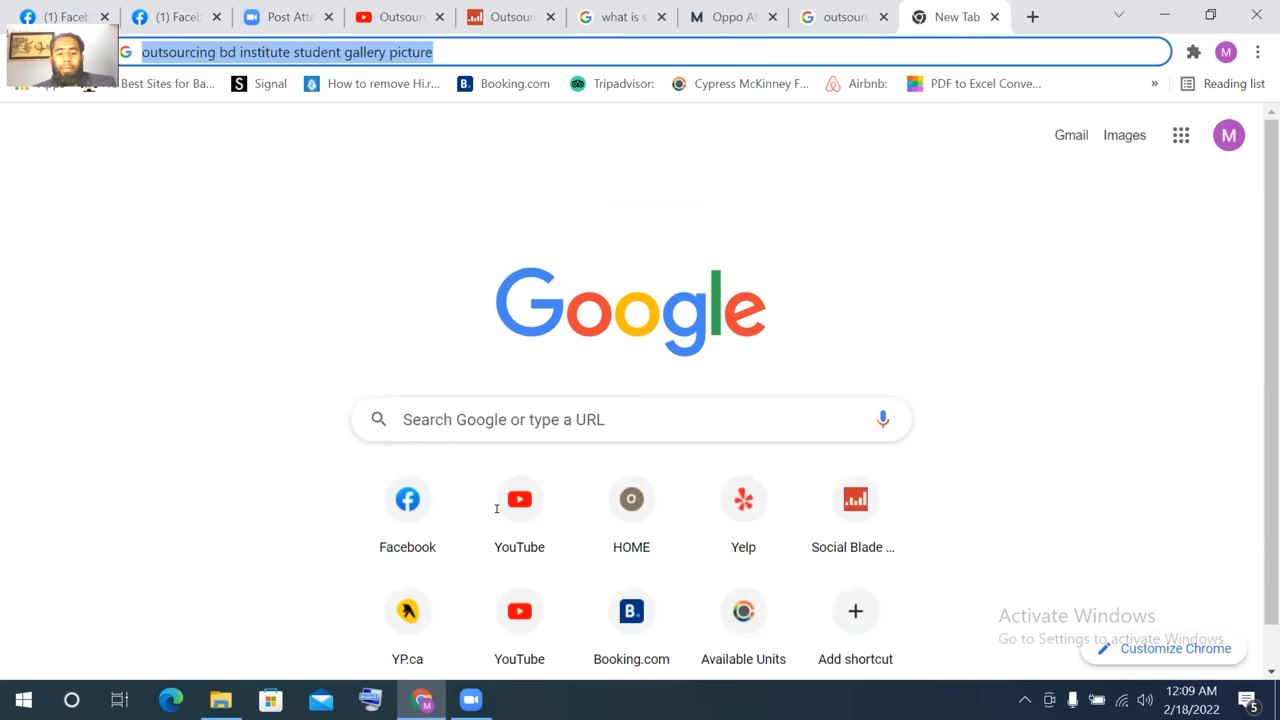 (1) Faceb
(1) Faceb
Post Atte
Outsour
Outsour
what is s
Oppo A
outsourc
New Tab
outsourcing bd institute student gallery picture
M
Best Sites for Ba...
Signal
How to remove Hi.r...
Booking.com
Tripadvisor:
Cypress McKinney F...
Airbnb:
PDF to Excel Conve...
»
Reading list
Gmail
Images
M
Google
Search Google or type a URL
Facebook
YouTube
HOME
Yelp
Social Blade ...
YP.ca
YouTube
Booking.com
Available Units
Add shortcut
Activate Windows
Go to Settings to activate Windows.
Customize Chrome
12:09 AM
2/18/2022
5